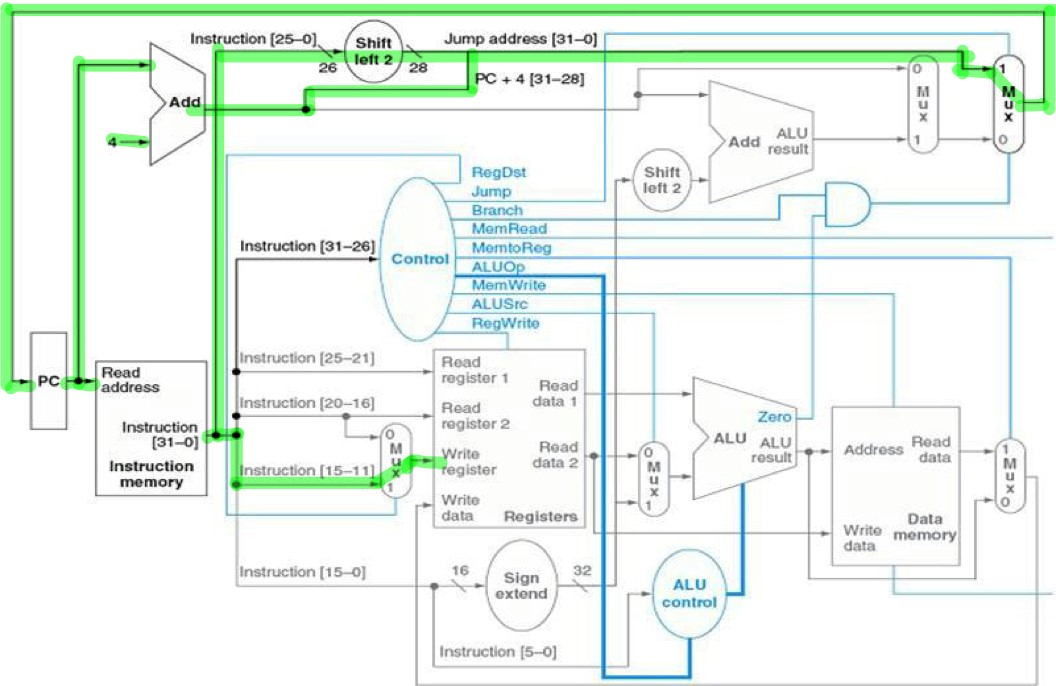 Instruction [25–0]
Shift
left 2
Jump address [31–0]
26
28
PC + 4 [31–28]
Add
4
0
M
u
x
1
1
M
u
x
0
Add
ALU
result
Shift
left 2
RegDst
Jump
Branch
MemRead
MemtoReg
ALUOp
MemWrite
ALUSrc
RegWrite
Control
Instruction [31–26]
PC
Read
address
Instruction
[31–0]
Instruction
memory
Instruction [25–21]
Instruction [20–16]
Instruction [15–11]
0
M
u
x
1
Read
register 1
Read
register 2
Write
register
Write
data
Read
data 1
Read
data 2
Registers
0
M
u
x
1
Zero
ALU
ALU
result
Address
Read
data
Write
data
Data
memory
1
M
u
x
0
Instruction [15–0]
16
Sign
extend
32
ALU
control
Instruction [5–0]